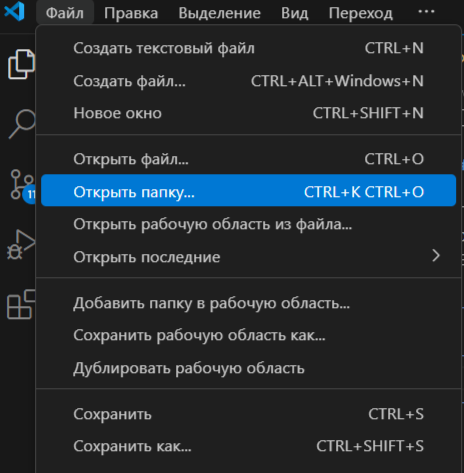 Файл Правка Выделение Вид Переход ···
Создать текстовый файл CTRL+N
Создать файл... CTRL+ALT+Windows+N
Новое окно CTRL+SHIFT+N
Открыть файл... CTRL+O
Открыть папку... CTRL+K CTRL+O
11
Открыть рабочую область из файла...
Открыть последние
Добавить папку в рабочую область...
Сохранить рабочую область как...
Дублировать рабочую область
Сохранить CTRL+S
Сохранить как... CTRL+SHIFT+S